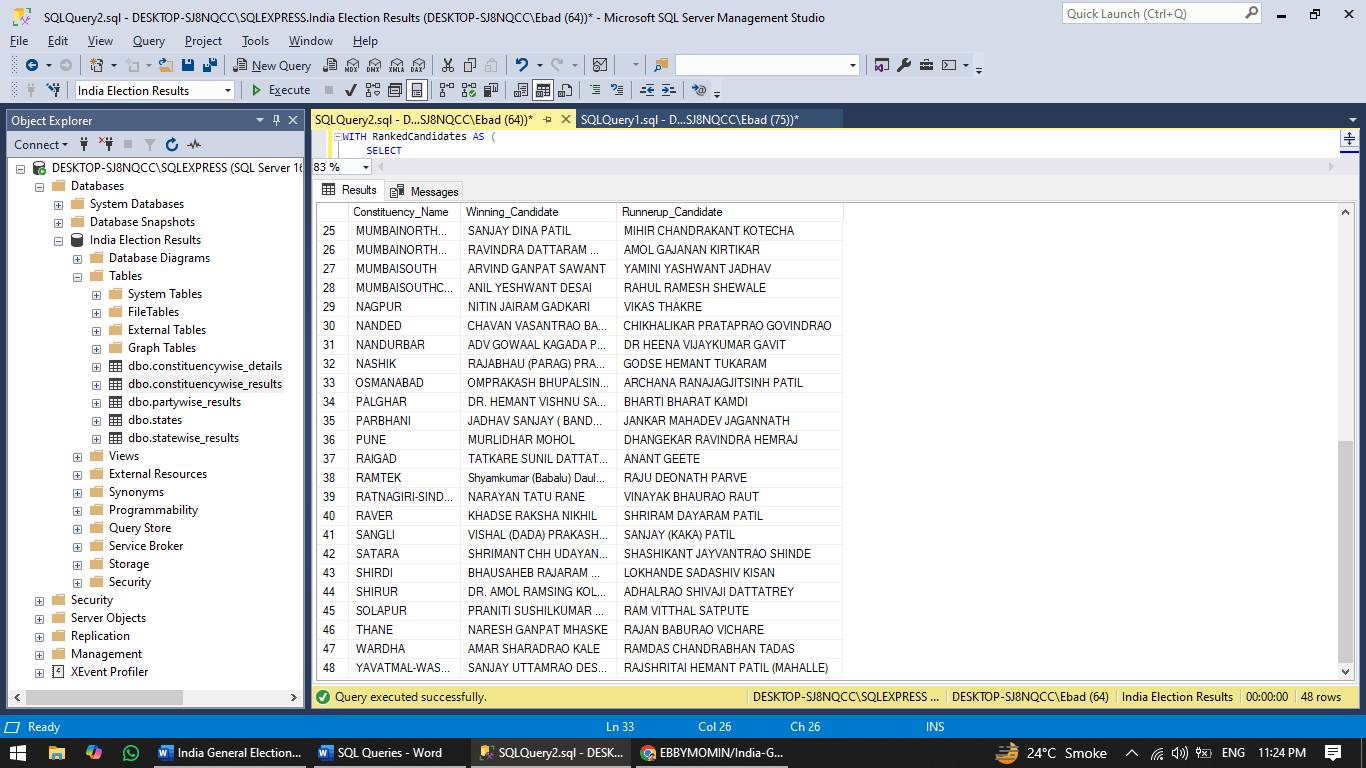 SQLQuery2.sql - DESKTOP-SJ8NQCC\SQLEXPRESS.India Election Results (DESKTOP-SJ8NQCC\Ebad (64))* - Microsoft SQL Server Management Studio
Quick Launch (Ctrl+Q)
File Edit View Query Project Tools Window Help
New Query MDX DMX XMLA DAX
India Election Results Execute
Object Explorer
Connect
DESKTOP-SJ8NQCC\SQLEXPRESS (SQL Server 16
Databases
System Databases
Database Snapshots
India Election Results
Database Diagrams
Tables
System Tables
FileTables
External Tables
Graph Tables
dbo.constituencywise_details
dbo.constituencywise_results
dbo.partywise_results
dbo.states
dbo.statewise_results
Views
External Resources
Synonyms
Programmability
Query Store
Service Broker
Storage
Security
Security
Server Objects
Replication
Management
XEvent Profiler
SQLQuery2.sql - D...SJ8NQCC\Ebad (64))* SQLQuery1.sql - D...SJ8NQCC\Ebad (75))*
WITH RankedCandidates AS (
SELECT
83 %
Results Messages
Constituency_Name Winning_Candidate Runnerup_Candidate
25 MUMBAINORTH... SANJAY DINA PATIL MIHIR CHANDRAKANT KOTECHA
26 MUMBAINORTH... RAVINDRA DATTARAM ... AMOL GAJANAN KIRTIKAR
27 MUMBAISOUTH ARVIND GANPAT SAWANT YAMINI YASHWANT JADHAV
28 MUMBAISOUTHC... ANIL YESHWANT DESAI RAHUL RAMESH SHEWALE
29 NAGPUR NITIN JAIRAM GADKARI VIKAS THAKRE
30 NANDED CHAVAN VASANTRAO BA... CHIKHALIKAR PRATAPRAO GOVINDRAO
31 NANDURBAR ADV GOWAAL KAGADA P... DR HEENA VIJAYKUMAR GAVIT
32 NASHIK RAJABHAU (PARAG) PRA... GODSE HEMANT TUKARAM
33 OSMANABAD OMPRAKASH BHUPALSIN... ARCHANA RANAJAGJITSINH PATIL
34 PALGHAR DR. HEMANT VISHNU SA... BHARTI BHARAT KAMDI
35 PARBHANI JADHAV SANJAY ( BAND... JANKAR MAHADEV JAGANNATH
36 PUNE MURLIDHAR MOHOL DHANGEKAR RAVINDRA HEMRAJ
37 RAIGAD TATKARE SUNIL DATTAT... ANANT GEETE
38 RAMTEK Shyamkumar (Babalu) Daul... RAJU DEONATH PARVE
39 RATNAGIRI-SIND... NARAYAN TATU RANE VINAYAK BHAURAO RAUT
40 RAVER KHADSE RAKSHA NIKHIL SHRIRAM DAYARAM PATIL
41 SANGLI VISHAL (DADA) PRAKASH... SANJAY (KAKA) PATIL
42 SATARA SHRIMANT CHH UDAYAN... SHASHIKANT JAYVANTRAO SHINDE
43 SHIRDI BHAUSAHEB RAJARAM ... LOKHANDE SADASHIV KISAN
44 SHIRUR DR. AMOL RAMSING KOL... ADHALRAO SHIVAJI DATTATREY
45 SOLAPUR PRANITI SUSHILKUMAR ... RAM VITTHAL SATPUTE
46 THANE NARESH GANPAT MHASKE RAJAN BABURAO VICHARE
47 WARDHA AMAR SHARADRAO KALE RAMDAS CHANDRABHAN TADAS
48 YAVATMAL-WAS... SANJAY UTTAMRAO DES... RAJSHRITAI HEMANT PATIL (MAHALLE)
Query executed successfully. DESKTOP-SJ8NQCC\SQLEXPRESS ... DESKTOP-SJ8NQCC\Ebad (64) India Election Results 00:00:00 48 rows
Ready Ln 33 Col 26 Ch 26 INS
India General Election... SQL Queries - Word SQLQuery2.sql - DESK... EBBYMOMIN/India-G... 24°C Smoke ENG 11:24 PM